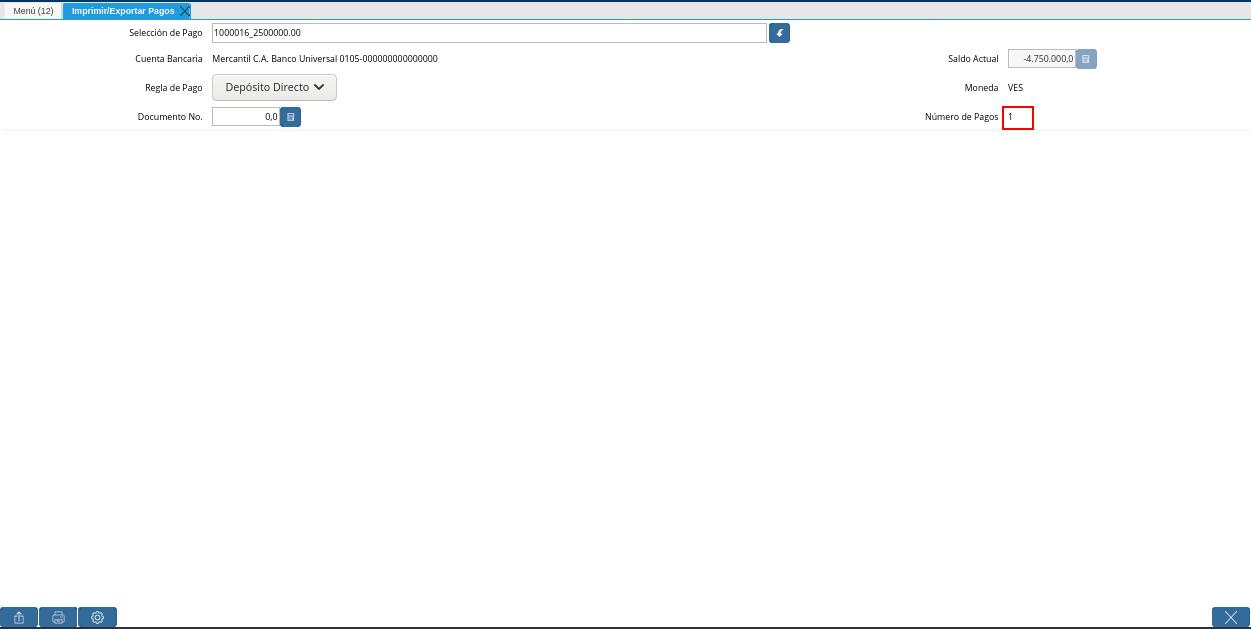 Menú (12) Imprimir/Exportar Pagos
Selección de Pago 1000016_2500000.00
Cuenta Bancaria Mercantil C.A. Banco Universal 0105-000000000000000 Saldo Actual -4.750.000,0
Regla de Pago Depósito Directo Moneda VES
Documento No. 0,0 Número de Pagos 1